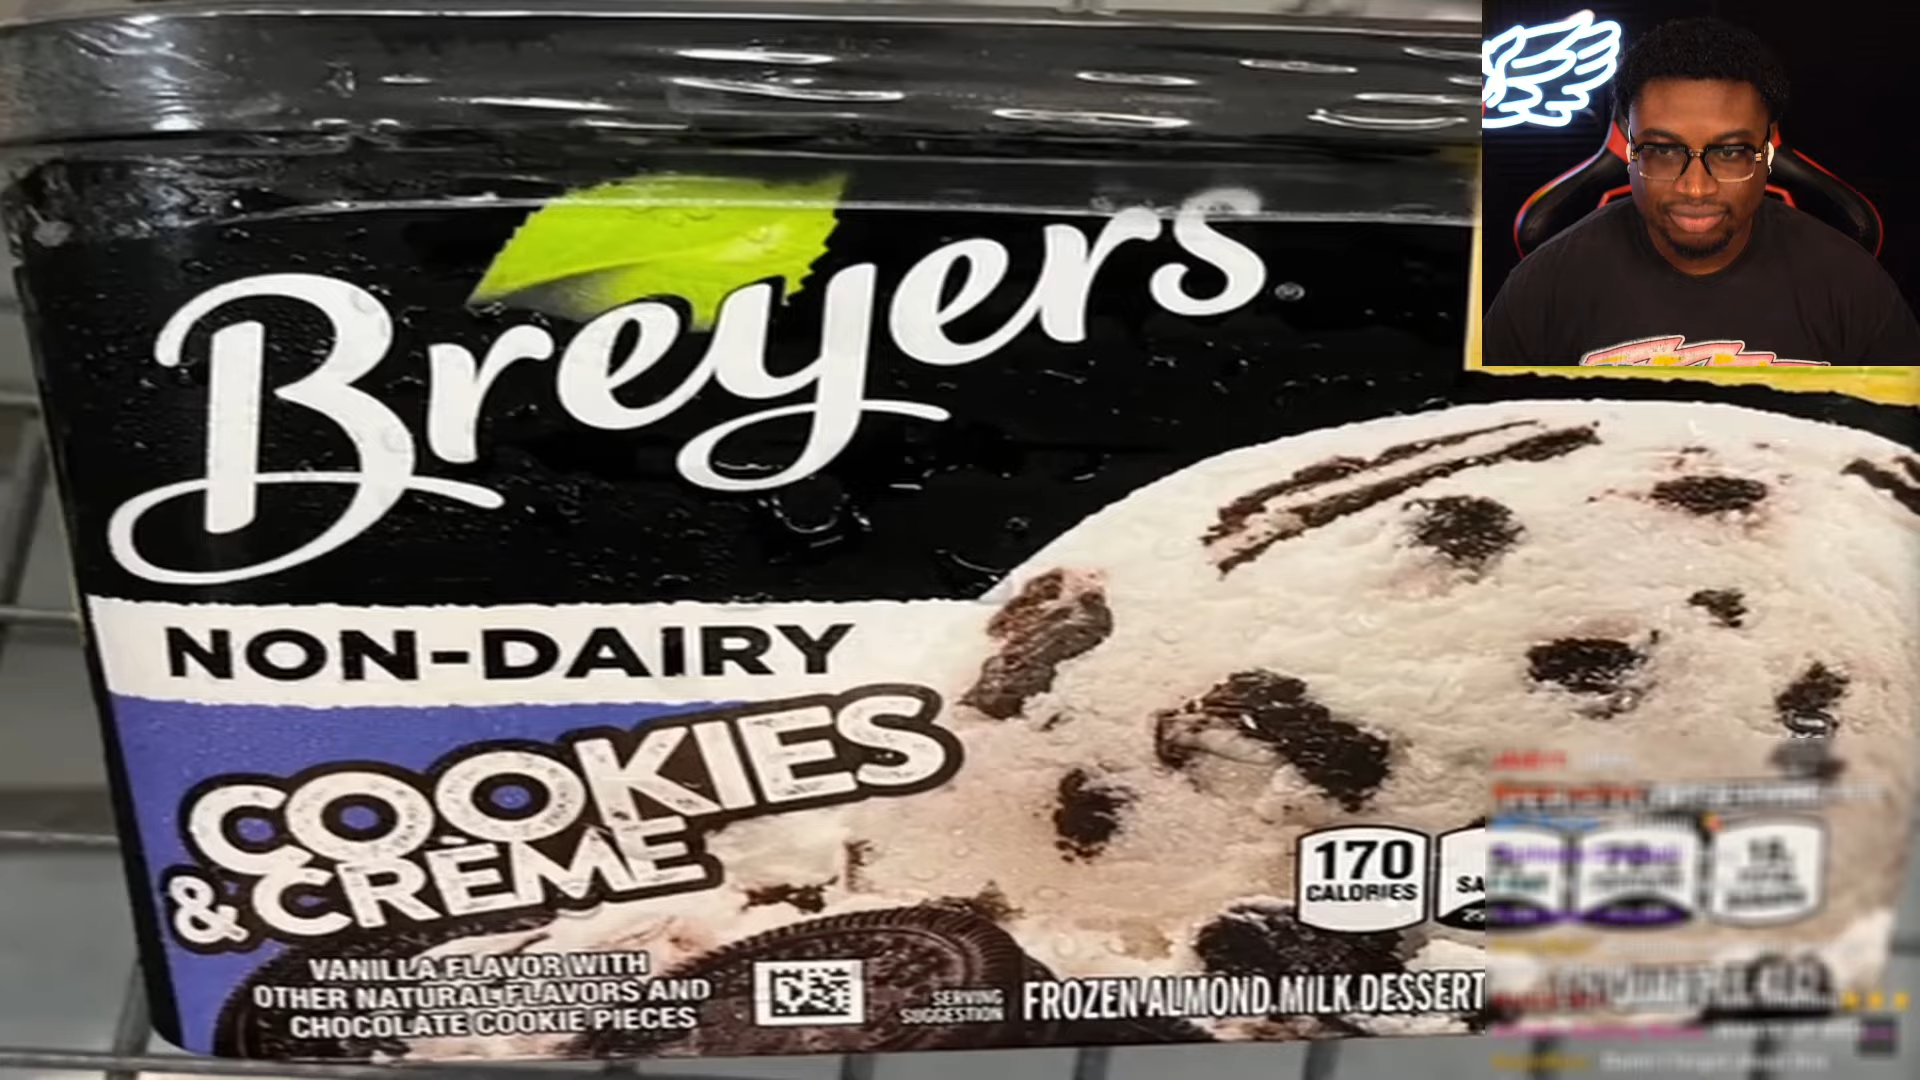 Breyers®
NON-DAIRY
COOKIES
& CRÈME
VANILLA FLAVOR WITH
OTHER NATURAL FLAVORS AND
CHOCOLATE COOKIE PIECES
SERVING
SUGGESTION
FROZEN ALMOND MILK DESSERT
170
CALORIES